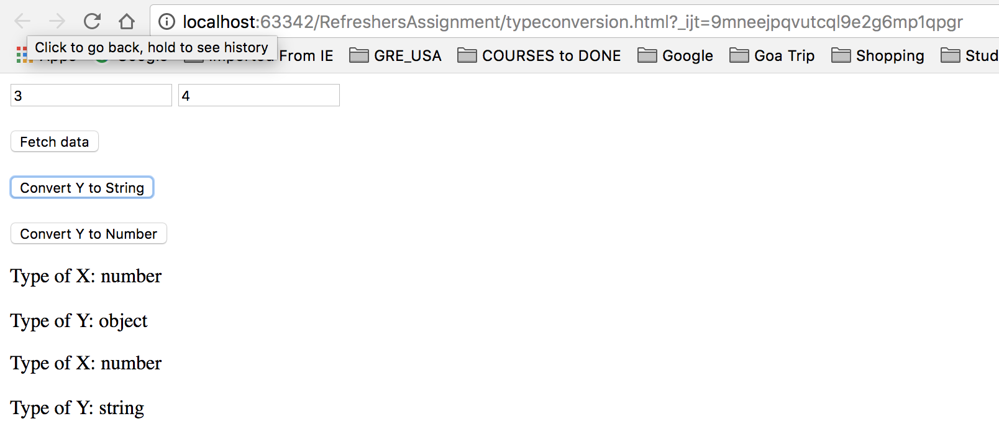 localhost:63342/RefreshersAssignment/typeconversion.html?_ijt=9mneejpqvutcql9e2g6mp1qpgr
Click to go back, hold to see history
From IE GRE_USA COURSES to DONE Google Goa Trip Shopping Stud
3 4
Fetch data
Convert Y to String
Convert Y to Number
Type of X: number
Type of Y: object
Type of X: number
Type of Y: string